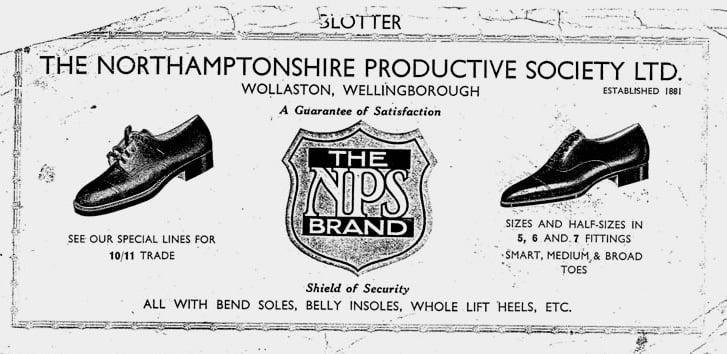 BLOTTER
THE NORTHAMPTONSHIRE PRODUCTIVE SOCIETY LTD.
WOLLASTON, WELLINGBOROUGH
ESTABLISHED 1881
A Guarantee of Satisfaction
THE
NPS
BRAND
SEE OUR SPECIAL LINES FOR
10/11 TRADE
SIZES AND HALF-SIZES IN
5, 6 AND 7 FITTINGS
SMART, MEDIUM, & BROAD
TOES
Shield of Security
ALL WITH BEND SOLES, BELLY INSOLES, WHOLE LIFT HEELS, ETC.